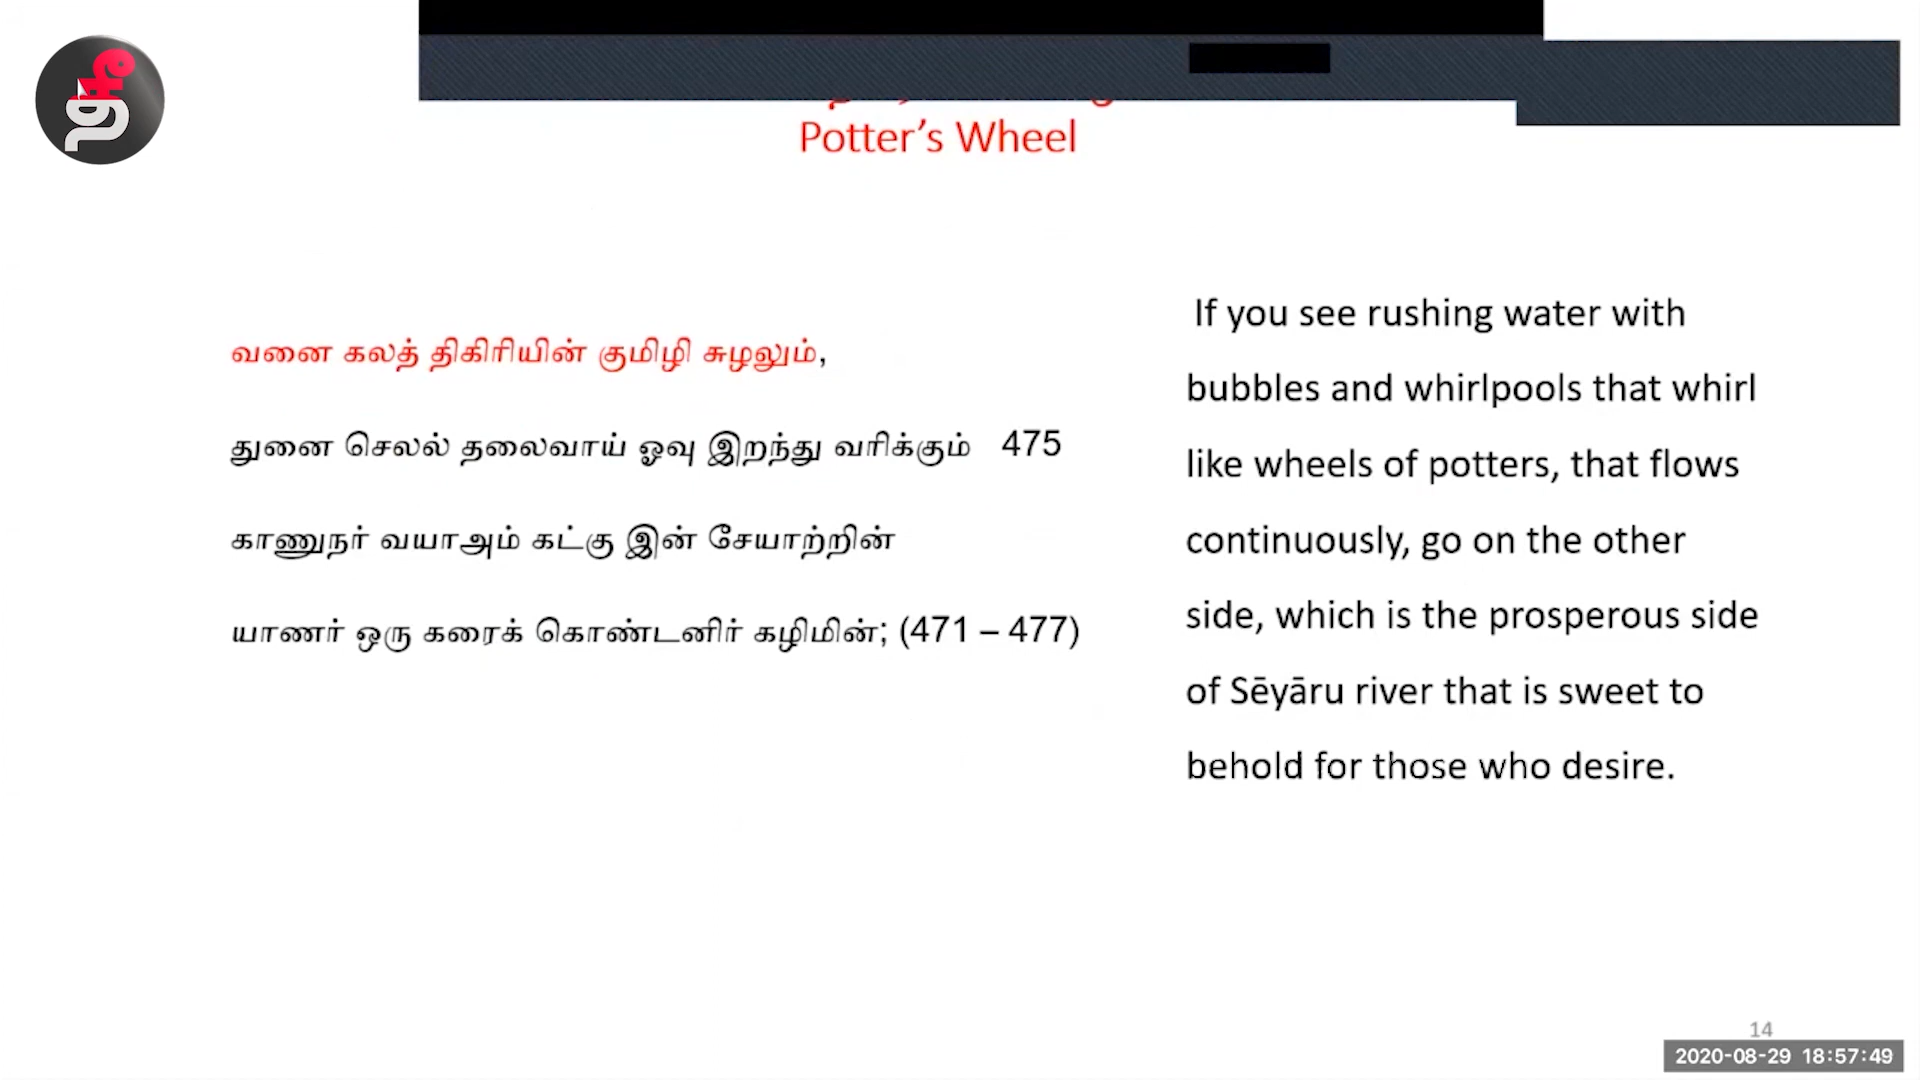 Potter’s Wheel
வனை கலத் திகிரியின் குமிழி சுழலும்,
துனை செலல் தலைவாய் ஓவு இறந்து வரிக்கும் 475
காணுநர் வயாஅம் கட்கு இன் சேயாற்றின்
யாணர் ஒரு கரைக் கொண்டனிர் கழிமின்; (471 – 477)
If you see rushing water with
bubbles and whirlpools that whirl
like wheels of potters, that flows
continuously, go on the other
side, which is the prosperous side
of Sēyāru river that is sweet to
behold for those who desire.
14
2020-08-29 18:57:49